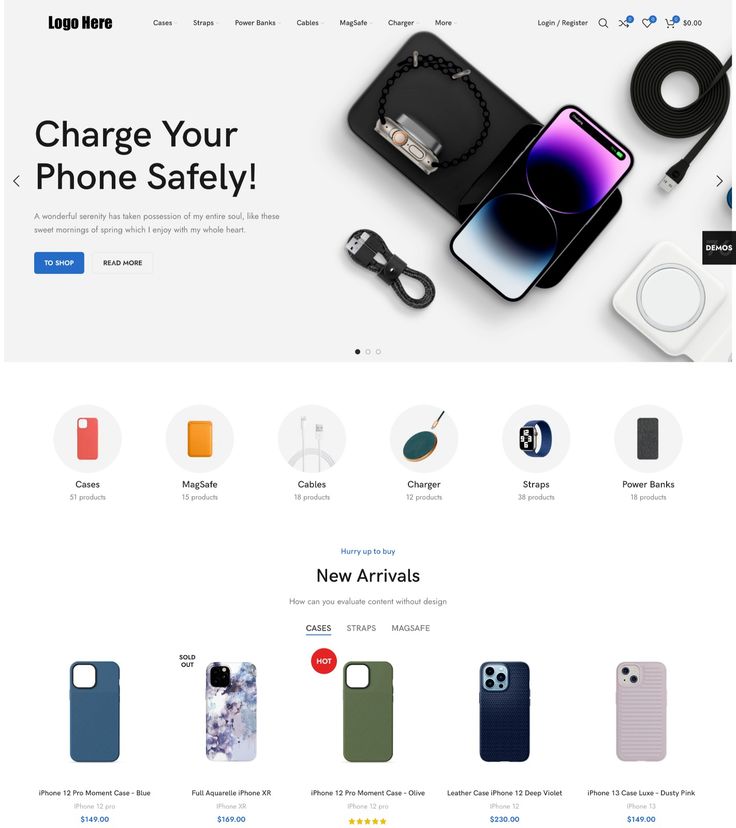 Logo Here
Cases Straps Power Banks Cables MagSafe Charger More Login / Register 0 0 0 $0.00
Charge Your
Phone Safely!
A wonderful serenity has taken possession of my entire soul, like these
sweet mornings of spring which I enjoy with my whole heart.
TO SHOP READ MORE
DEMOS
Cases MagSafe Cables Charger Straps Power Banks
51 products 15 products 18 products 12 products 38 products 18 products
Hurry up to buy
New Arrivals
How can you evaluate content without design
CASES STRAPS MAGSAFE
SOLD
OUT
HOT
iPhone 12 Pro Moment Case – Blue Full Aquarelle iPhone XR iPhone 12 Pro Moment Case – Olive Leather Case iPhone 12 Deep Violet iPhone 13 Case Luxe – Dusty Pink
IPhone 12 pro IPhone XR IPhone 12 pro IPhone 12 IPhone 13
$149.00 $169.00 $230.00 $149.00